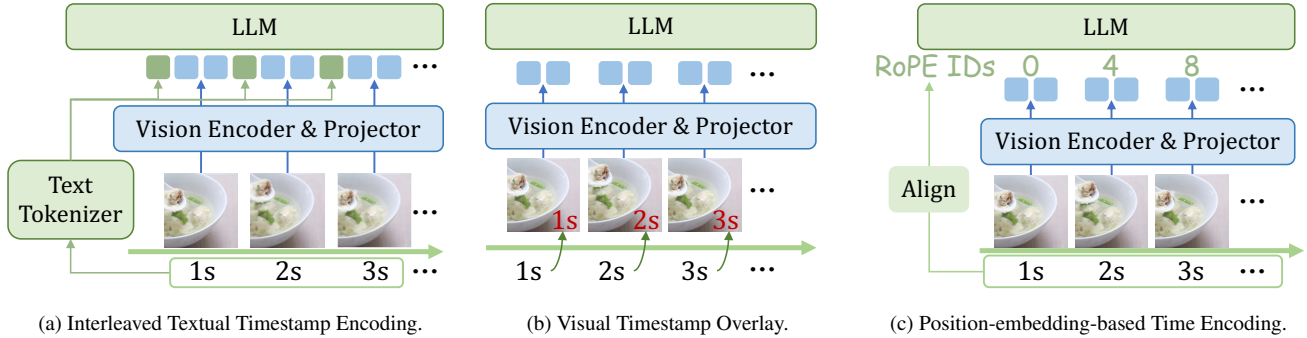 LLM
...
Vision Encoder & Projector
Text
Tokenizer
...
1s 2s 3s ...
(a) Interleaved Textual Timestamp Encoding.
LLM
...
Vision Encoder & Projector
1s 2s 3s ...
1s 2s 3s ...
(b) Visual Timestamp Overlay.
LLM
RoPE IDs 0 4 8
...
Vision Encoder & Projector
Align
...
1s 2s 3s ...
(c) Position-embedding-based Time Encoding.